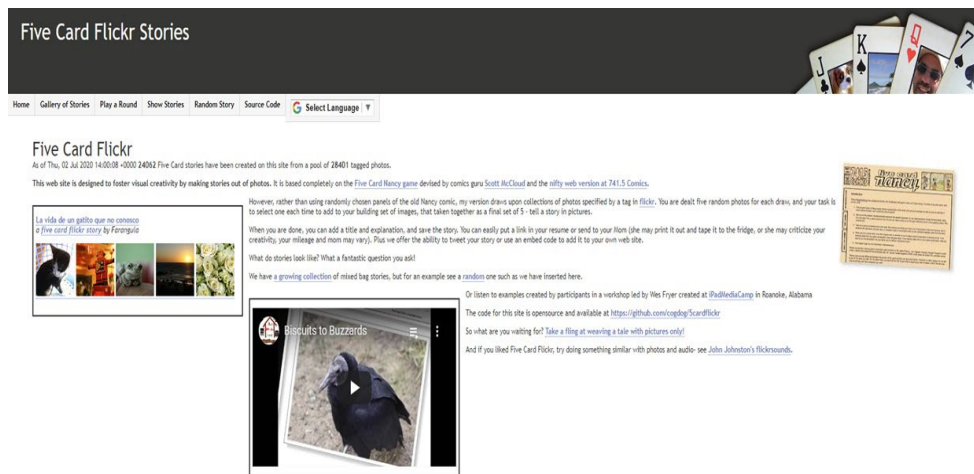 Five Card Flickr Stories
J K Q 7
Home Gallery of Stories Play a Round Show Stories Random Story Source Code G Select Language ▼
Five Card Flickr
As of Thu, 02 Jul 2020 14:00:08 +0000 24062 Five Card stories have been created on this site from a pool of 28401 tagged photos.
This web site is designed to foster visual creativity by making stories out of photos. It is based completely on the Five Card Nancy game devised by comics guru Scott McCloud and the nifty web version at 741.5 Comics.
five card
nancy
La vida de un gatito que no conosco
a five card flickr story by Faranguia
However, rather using randomly chosen panels of the old Nancy comic, my version draws upon collections of photos specified by a tag in flickr. You are dealt five random photos for each draw, and your task
is to select one each time to add to your building set of images, that taken together as a final set of 5 - tell a story in pictures.
When you are done, you can add a title and explanation, and save the story. You can easily put a link in your resume or send to your Mom (she may print it out and tape it to the fridge, or she may criticize your
creativity, your mileage and mom may vary). Plus we offer the ability to tweet your story or use an embed code to add it to your own web site.
What do stories look like? What a fantastic question you ask!
We have a growing collection of mixed bag stories, but for an example see a random one such as we have inserted here.
Biscuits to Buzzards
Or listen to examples created by participants in a workshop led by Wes Fryer created at iPadMediaCamp in Roanoke, Alabama
The code for this site is opensource and available at https://github.com/cogdog/5cardflickr
So what are you waiting for? Take a fling at weaving a tale with pictures only!
And if you liked Five Card Flickr, try doing something similar with photos and audio- see John Johnston's flickrsounds.